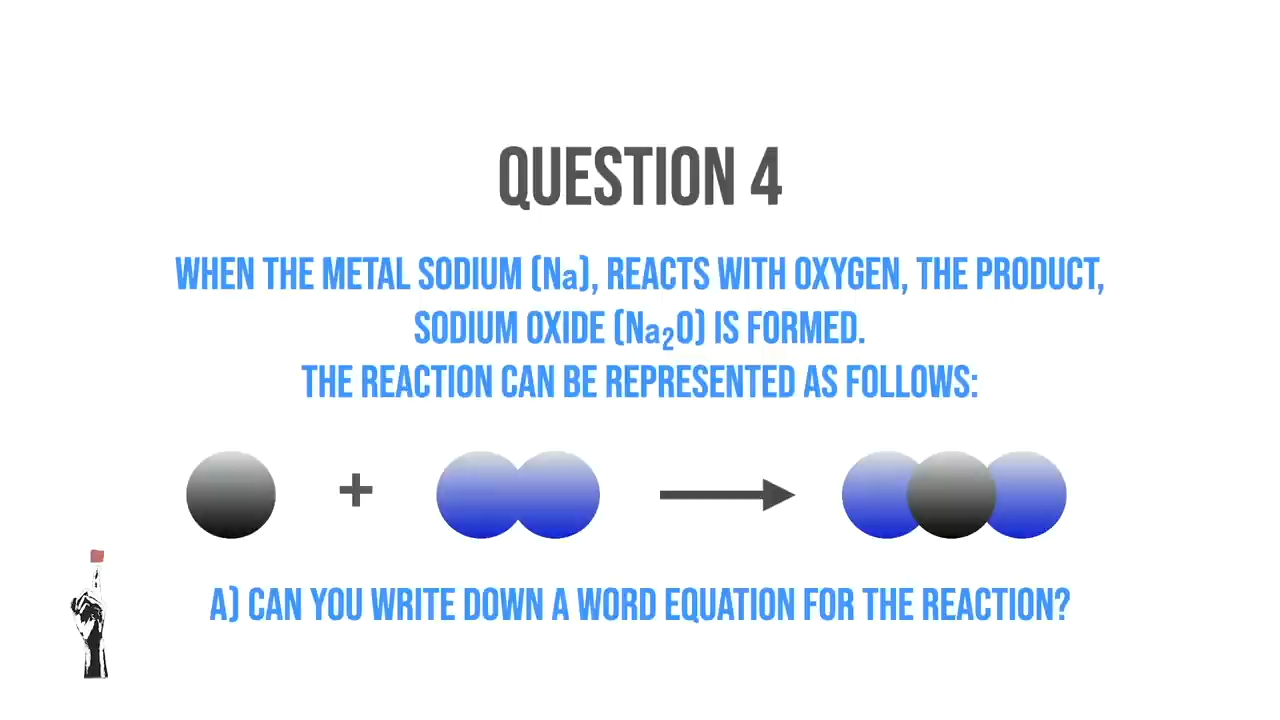 QUESTION 4
WHEN THE METAL SODIUM (Na), REACTS WITH OXYGEN, THE PRODUCT,
SODIUM OXIDE (Na₂O) IS FORMED.
THE REACTION CAN BE REPRESENTED AS FOLLOWS:
+
A) CAN YOU WRITE DOWN A WORD EQUATION FOR THE REACTION?